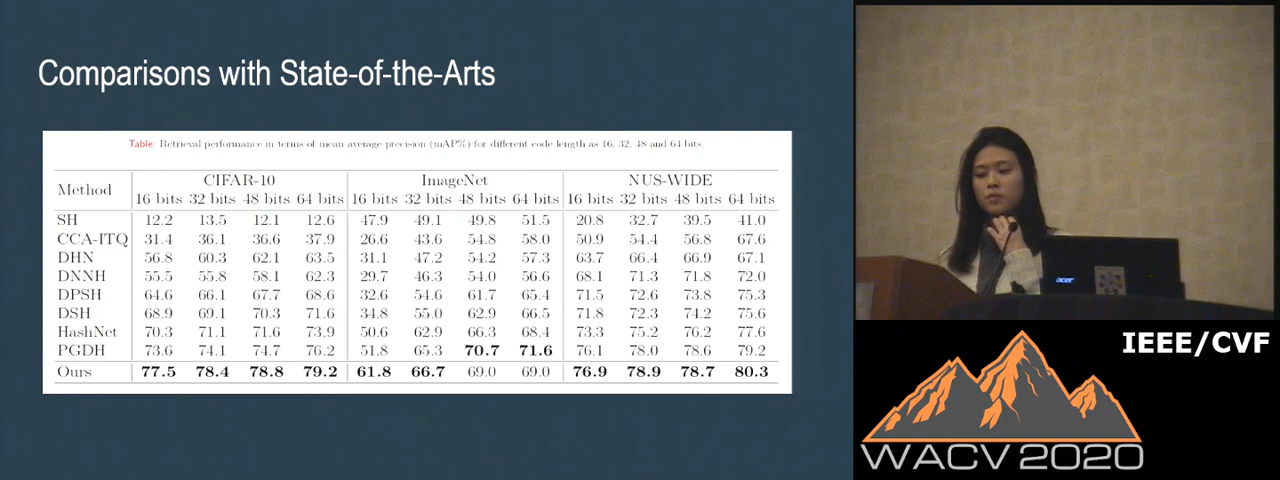 Comparisons with State-of-the-Arts
Table: Retrieval performance in terms of mean average precision (mAP%) for different code length as 16, 32, 48 and 64 bits.
Method CIFAR-10 ImageNet NUS-WIDE
16 bits 32 bits 48 bits 64 bits 16 bits 32 bits 48 bits 64 bits 16 bits 32 bits 48 bits 64 bits
SH 12.2 13.5 12.1 12.6 47.9 49.1 49.8 51.5 20.8 32.7 39.5 41.0
CCA-ITQ 31.4 36.1 36.6 37.9 26.6 43.6 54.8 58.0 50.9 54.4 56.8 67.6
DHN 56.8 60.3 62.1 63.5 31.1 47.2 54.2 57.3 63.7 66.4 66.9 67.1
DNNH 55.5 55.8 58.1 62.3 29.7 46.3 54.0 56.6 68.1 71.3 71.8 72.0
DPSH 64.6 66.1 67.7 68.6 32.6 54.6 61.7 65.4 71.5 72.6 73.8 75.3
DSH 68.9 69.1 70.3 71.6 34.8 55.0 62.9 66.5 71.8 72.3 74.2 75.6
HashNet 70.3 71.1 71.6 73.9 50.6 62.9 66.3 68.4 73.3 75.2 76.2 77.6
PGDH 73.6 74.1 74.7 76.2 51.8 65.3 70.7 71.6 76.1 78.0 78.6 79.2
Ours 77.5 78.4 78.8 79.2 61.8 66.7 69.0 69.0 76.9 78.9 78.7 80.3
acer
IEEE/CVF
WACV 2020